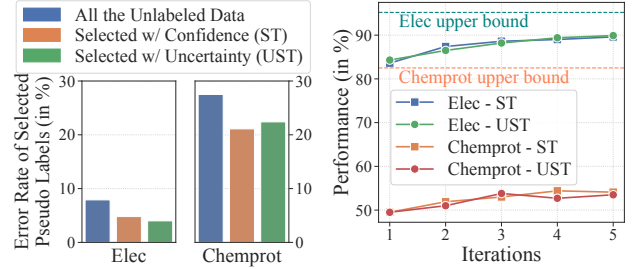 All the Unlabeled Data
Selected w/ Confidence (ST)
Selected w/ Uncertainty (UST)
Error Rate of Selected
Pseudo Labels (in %)
30
20
10
0
Elec
30
20
10
0
Chemprot
Performance (in %)
90
80
70
60
50
Elec upper bound
Chemprot upper bound
Elec - ST
Elec - UST
Chemprot - ST
Chemprot - UST
1 2 3 4 5
Iterations